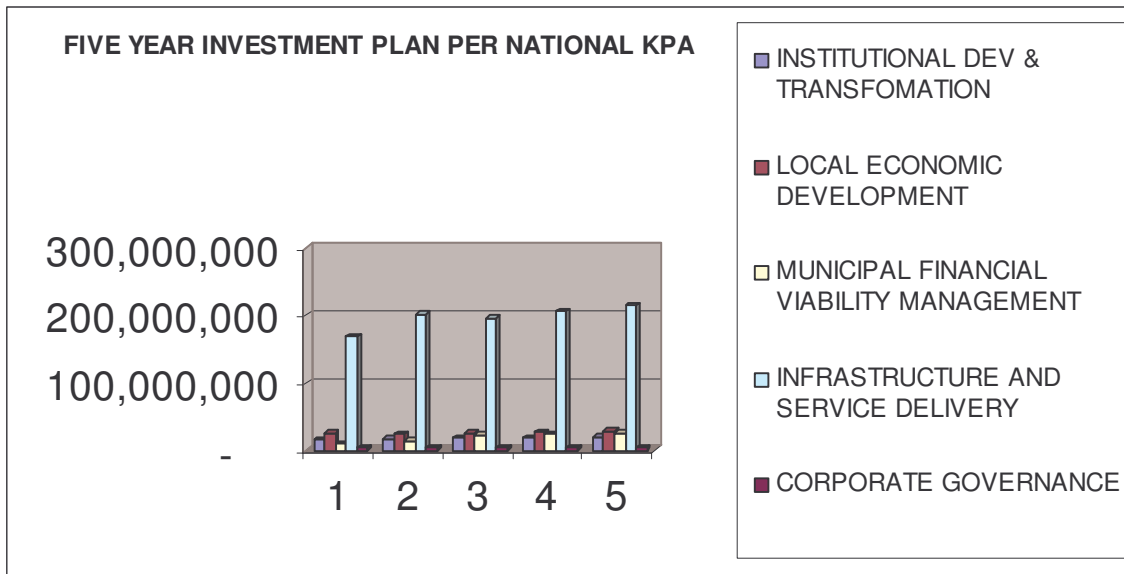 FIVE YEAR INVESTMENT PLAN PER NATIONAL KPA
300,000,000
200,000,000
100,000,000
-
1 2 3 4 5
INSTITUTIONAL DEV &
TRANSFOMATION
LOCAL ECONOMIC
DEVELOPMENT
MUNICIPAL FINANCIAL
VIABILITY MANAGEMENT
INFRASTRUCTURE AND
SERVICE DELIVERY
CORPORATE GOVERNANCE